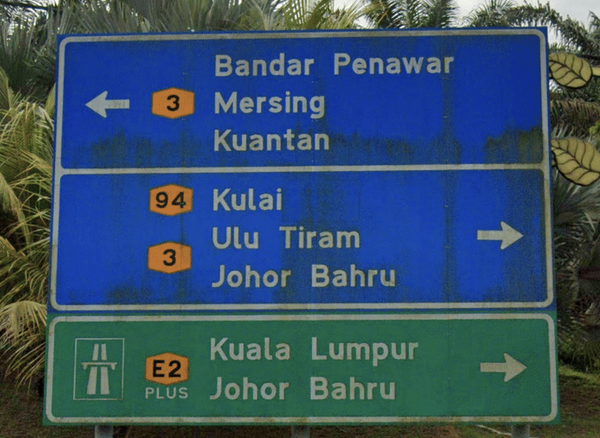 Bandar Penawar
3 Mersing
Kuantan
94 Kulai
Ulu Tiram
3
Johor Bahru
Kuala Lumpur
E2
PLUS
Johor Bahru